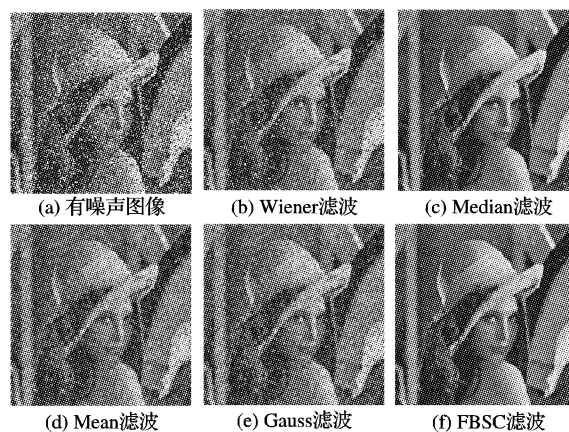 (a) 有噪声图像
(b) Wiener滤波
(c) Median滤波
(d) Mean滤波
(e) Gauss滤波
(f) FBSC滤波